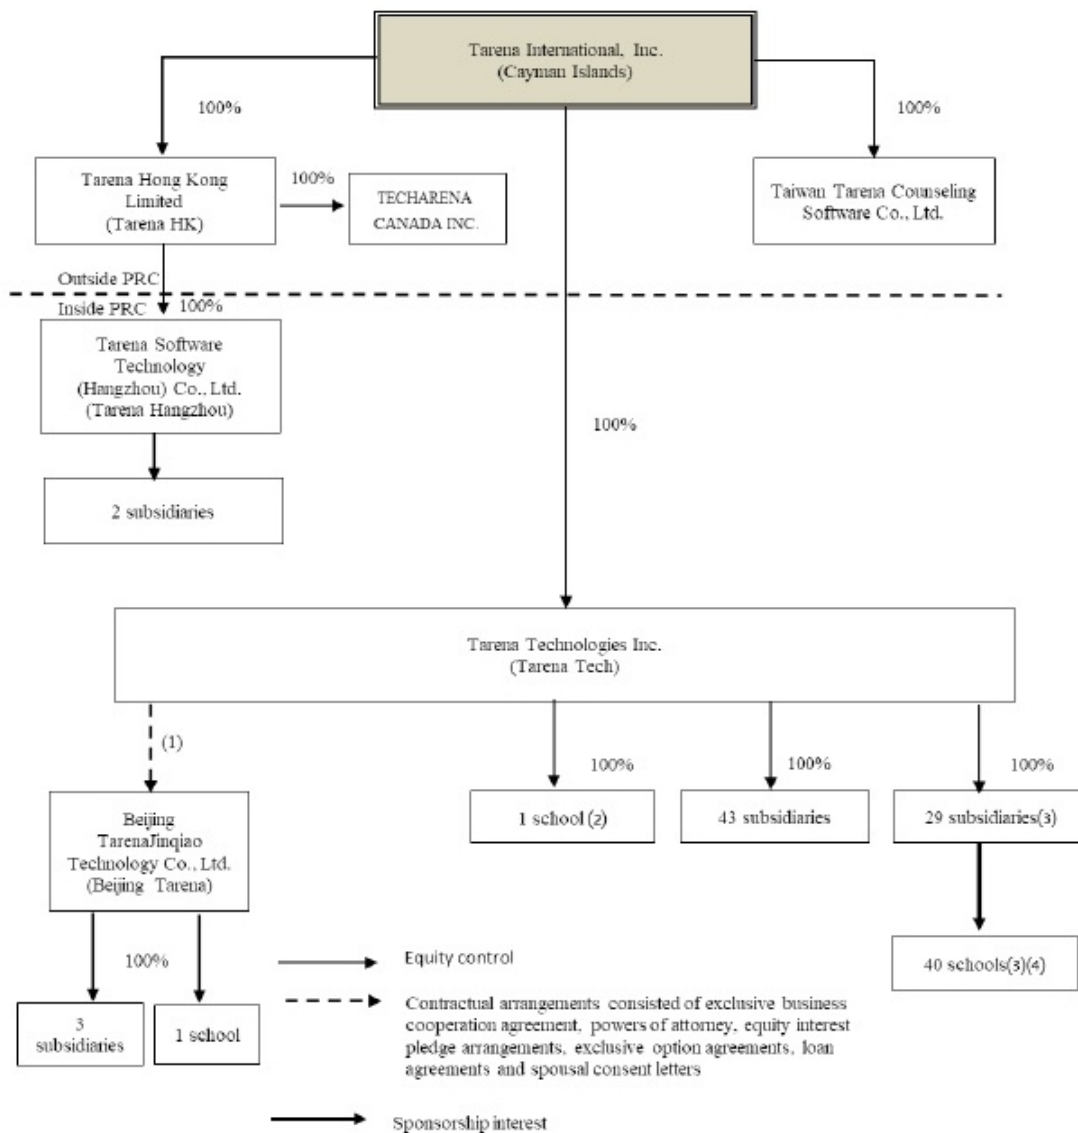 Tarena International, Inc.
(Cayman Islands)
100%
100%
Tarena Hong Kong
Limited
(Tarena HK)
100%
TECHARENA
CANADA INC.
Taiwan Tarena Counseling
Software Co., Ltd.
Outside PRC
Inside PRC
100%
Tarena Software
Technology
(Hangzhou) Co., Ltd.
(Tarena Hangzhou)
100%
2 subsidiaries
Tarena Technologies Inc.
(Tarena Tech)
(1)
100%
100%
100%
Beijing
TarenaJinqiao
Technology Co., Ltd.
(Beijing Tarena)
1 school (2)
43 subsidiaries
29 subsidiaries(3)
100%
40 schools(3)(4)
3
subsidiaries
1 school
Equity control
Contractual arrangements consisted of exclusive business
cooperation agreement, powers of attorney, equity interest
pledge arrangements, exclusive option agreements, loan
agreements and spousal consent letters
Sponsorship interest